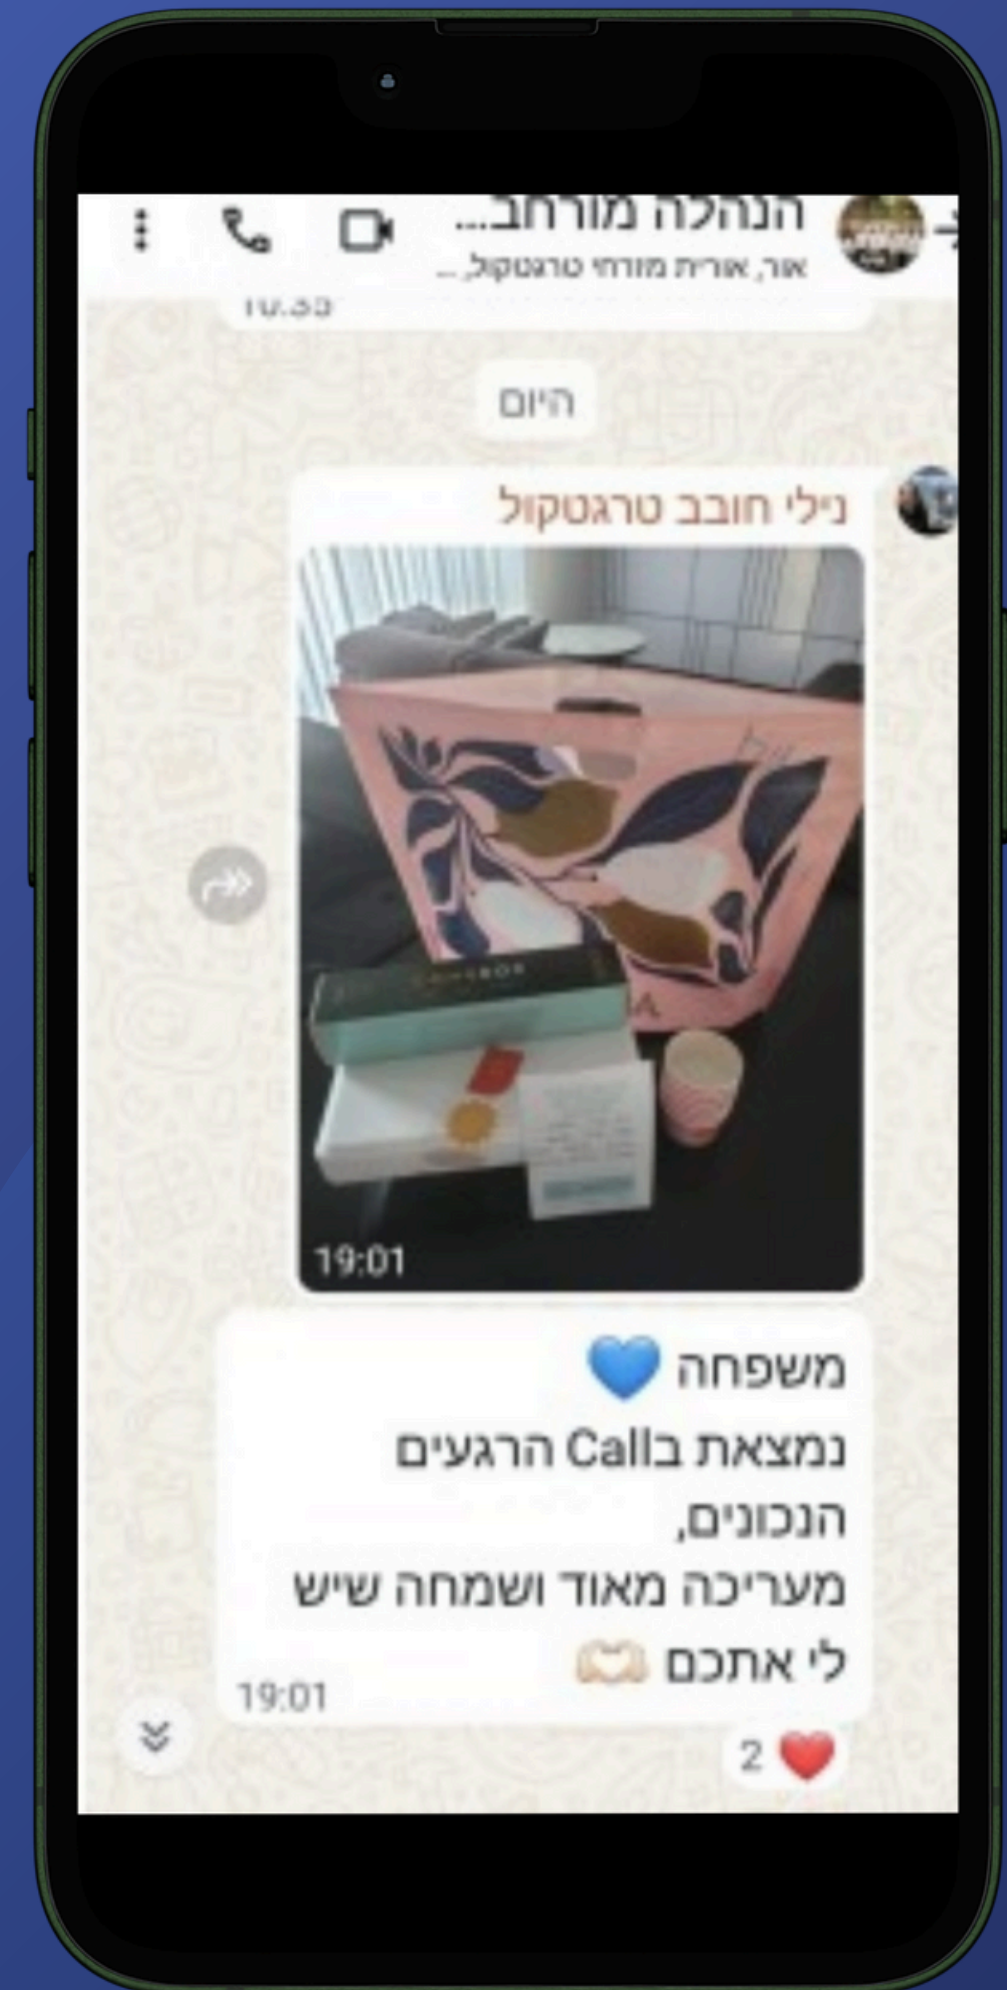 הנהלה מורחב...
אור, אורית מזרחי טרגטקול, ...
היום
נילי חובב טרגטקול
19:01
משפחה 💙
נמצאת בCall הרגעים
הנכונים,
מעריכה מאוד ושמחה שיש
לי אתכם 🫶🏻
19:01
❤️ 2